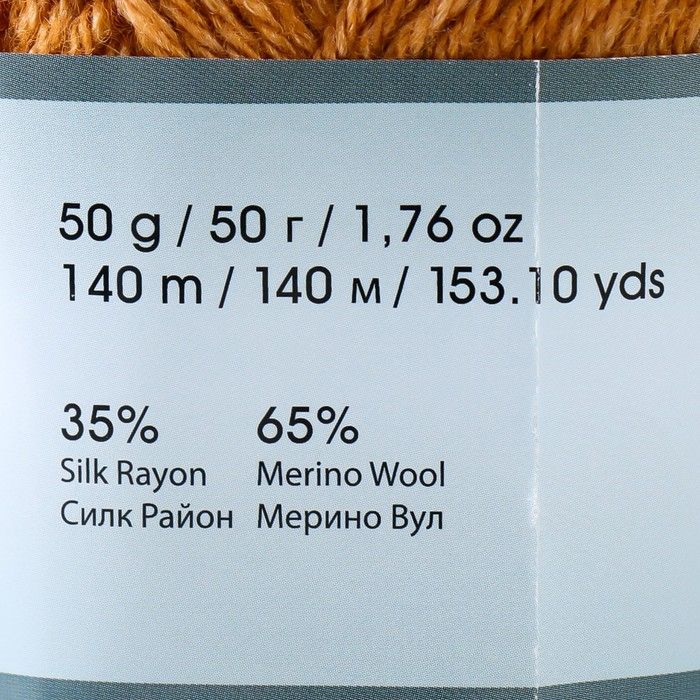 50 g / 50 г / 1,76 oz
140 m / 140 м / 153.10 yds
35% 65%
Silk Rayon Merino Wool
Силк Район Мерино Вул